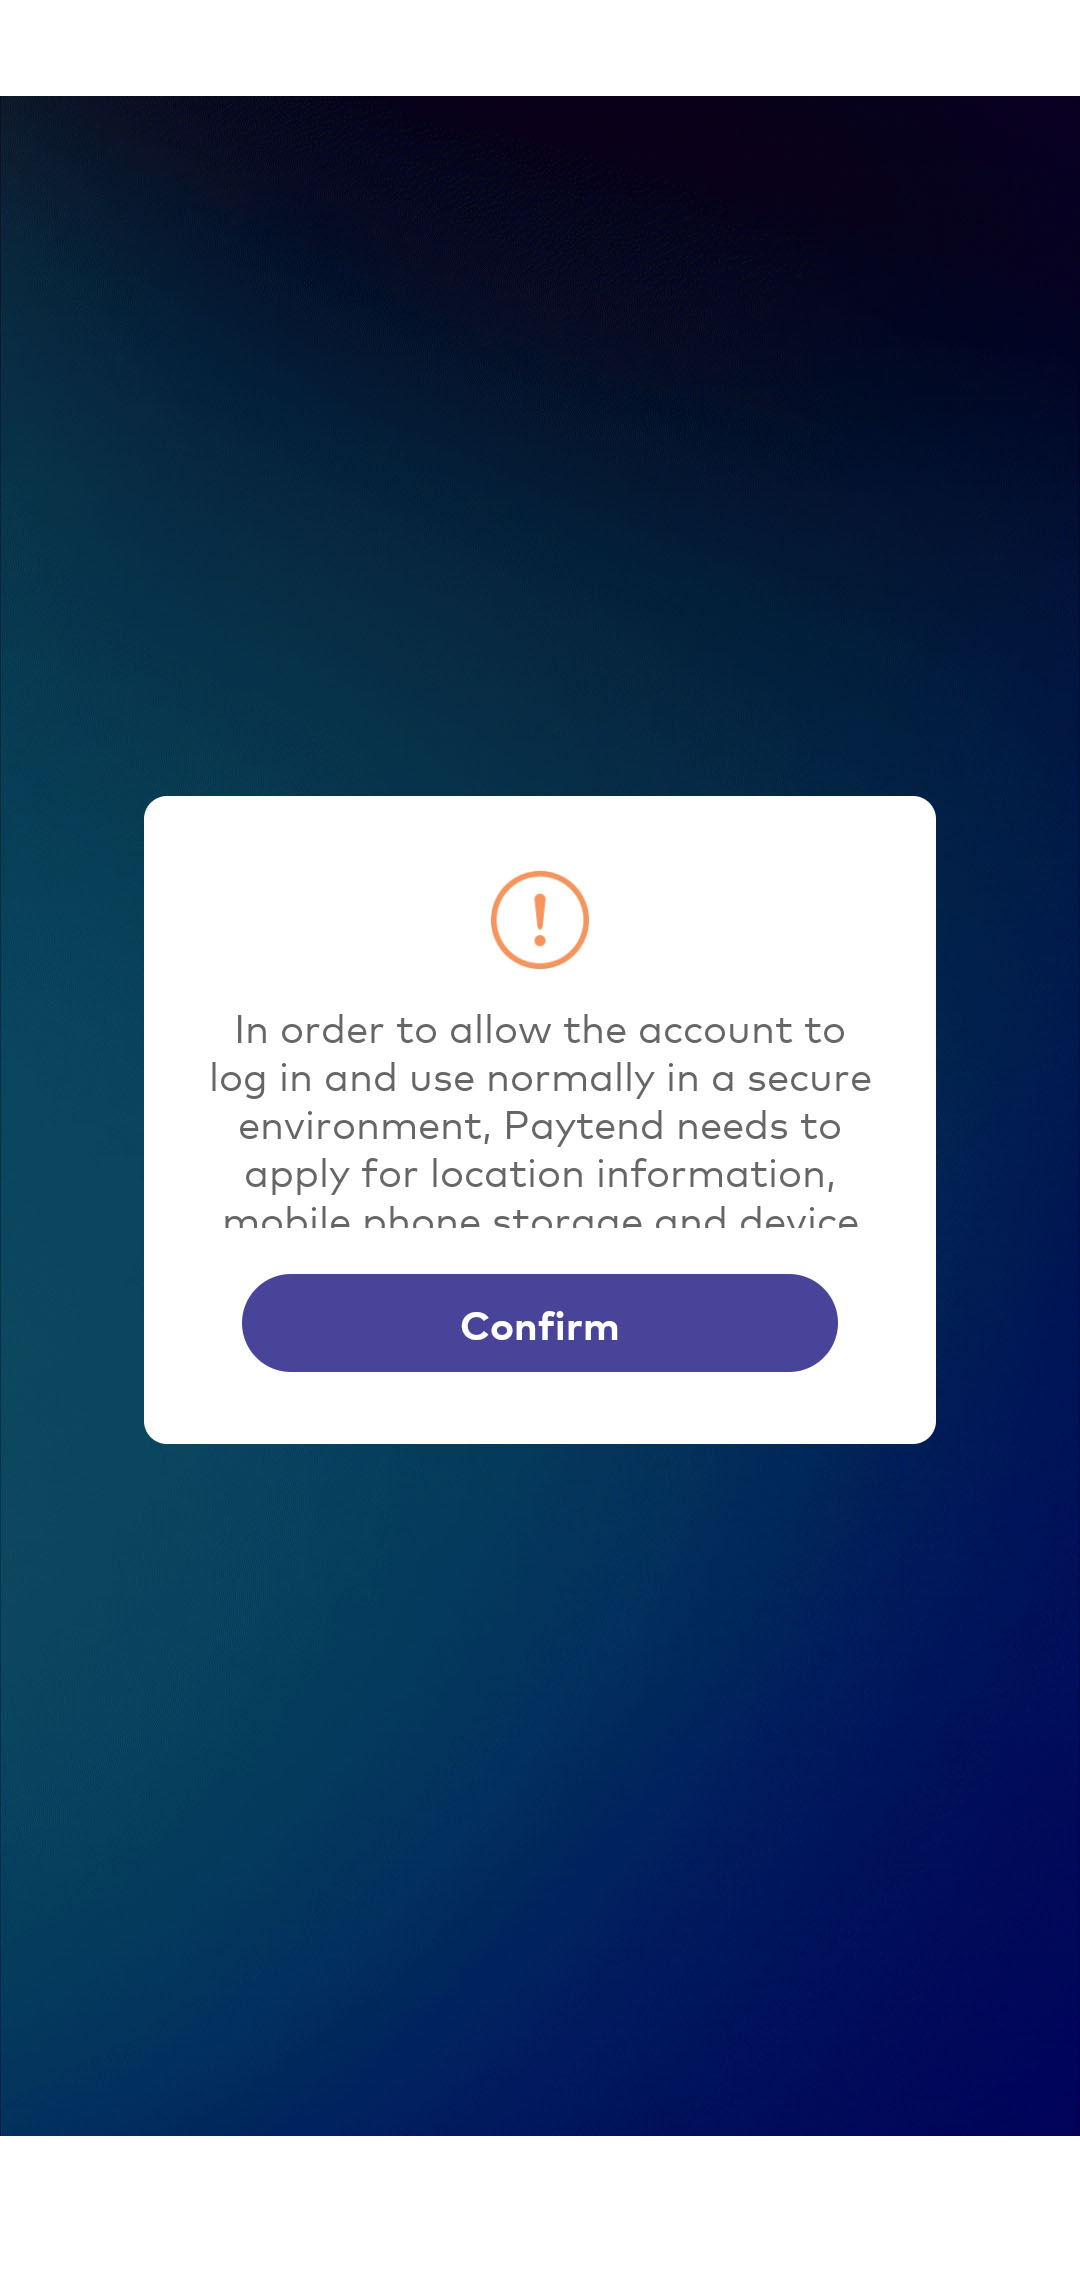 In order to allow the account to
log in and use normally in a secure
environment, Paytend needs to
apply for location information,
mobile phone storage and device
Confirm